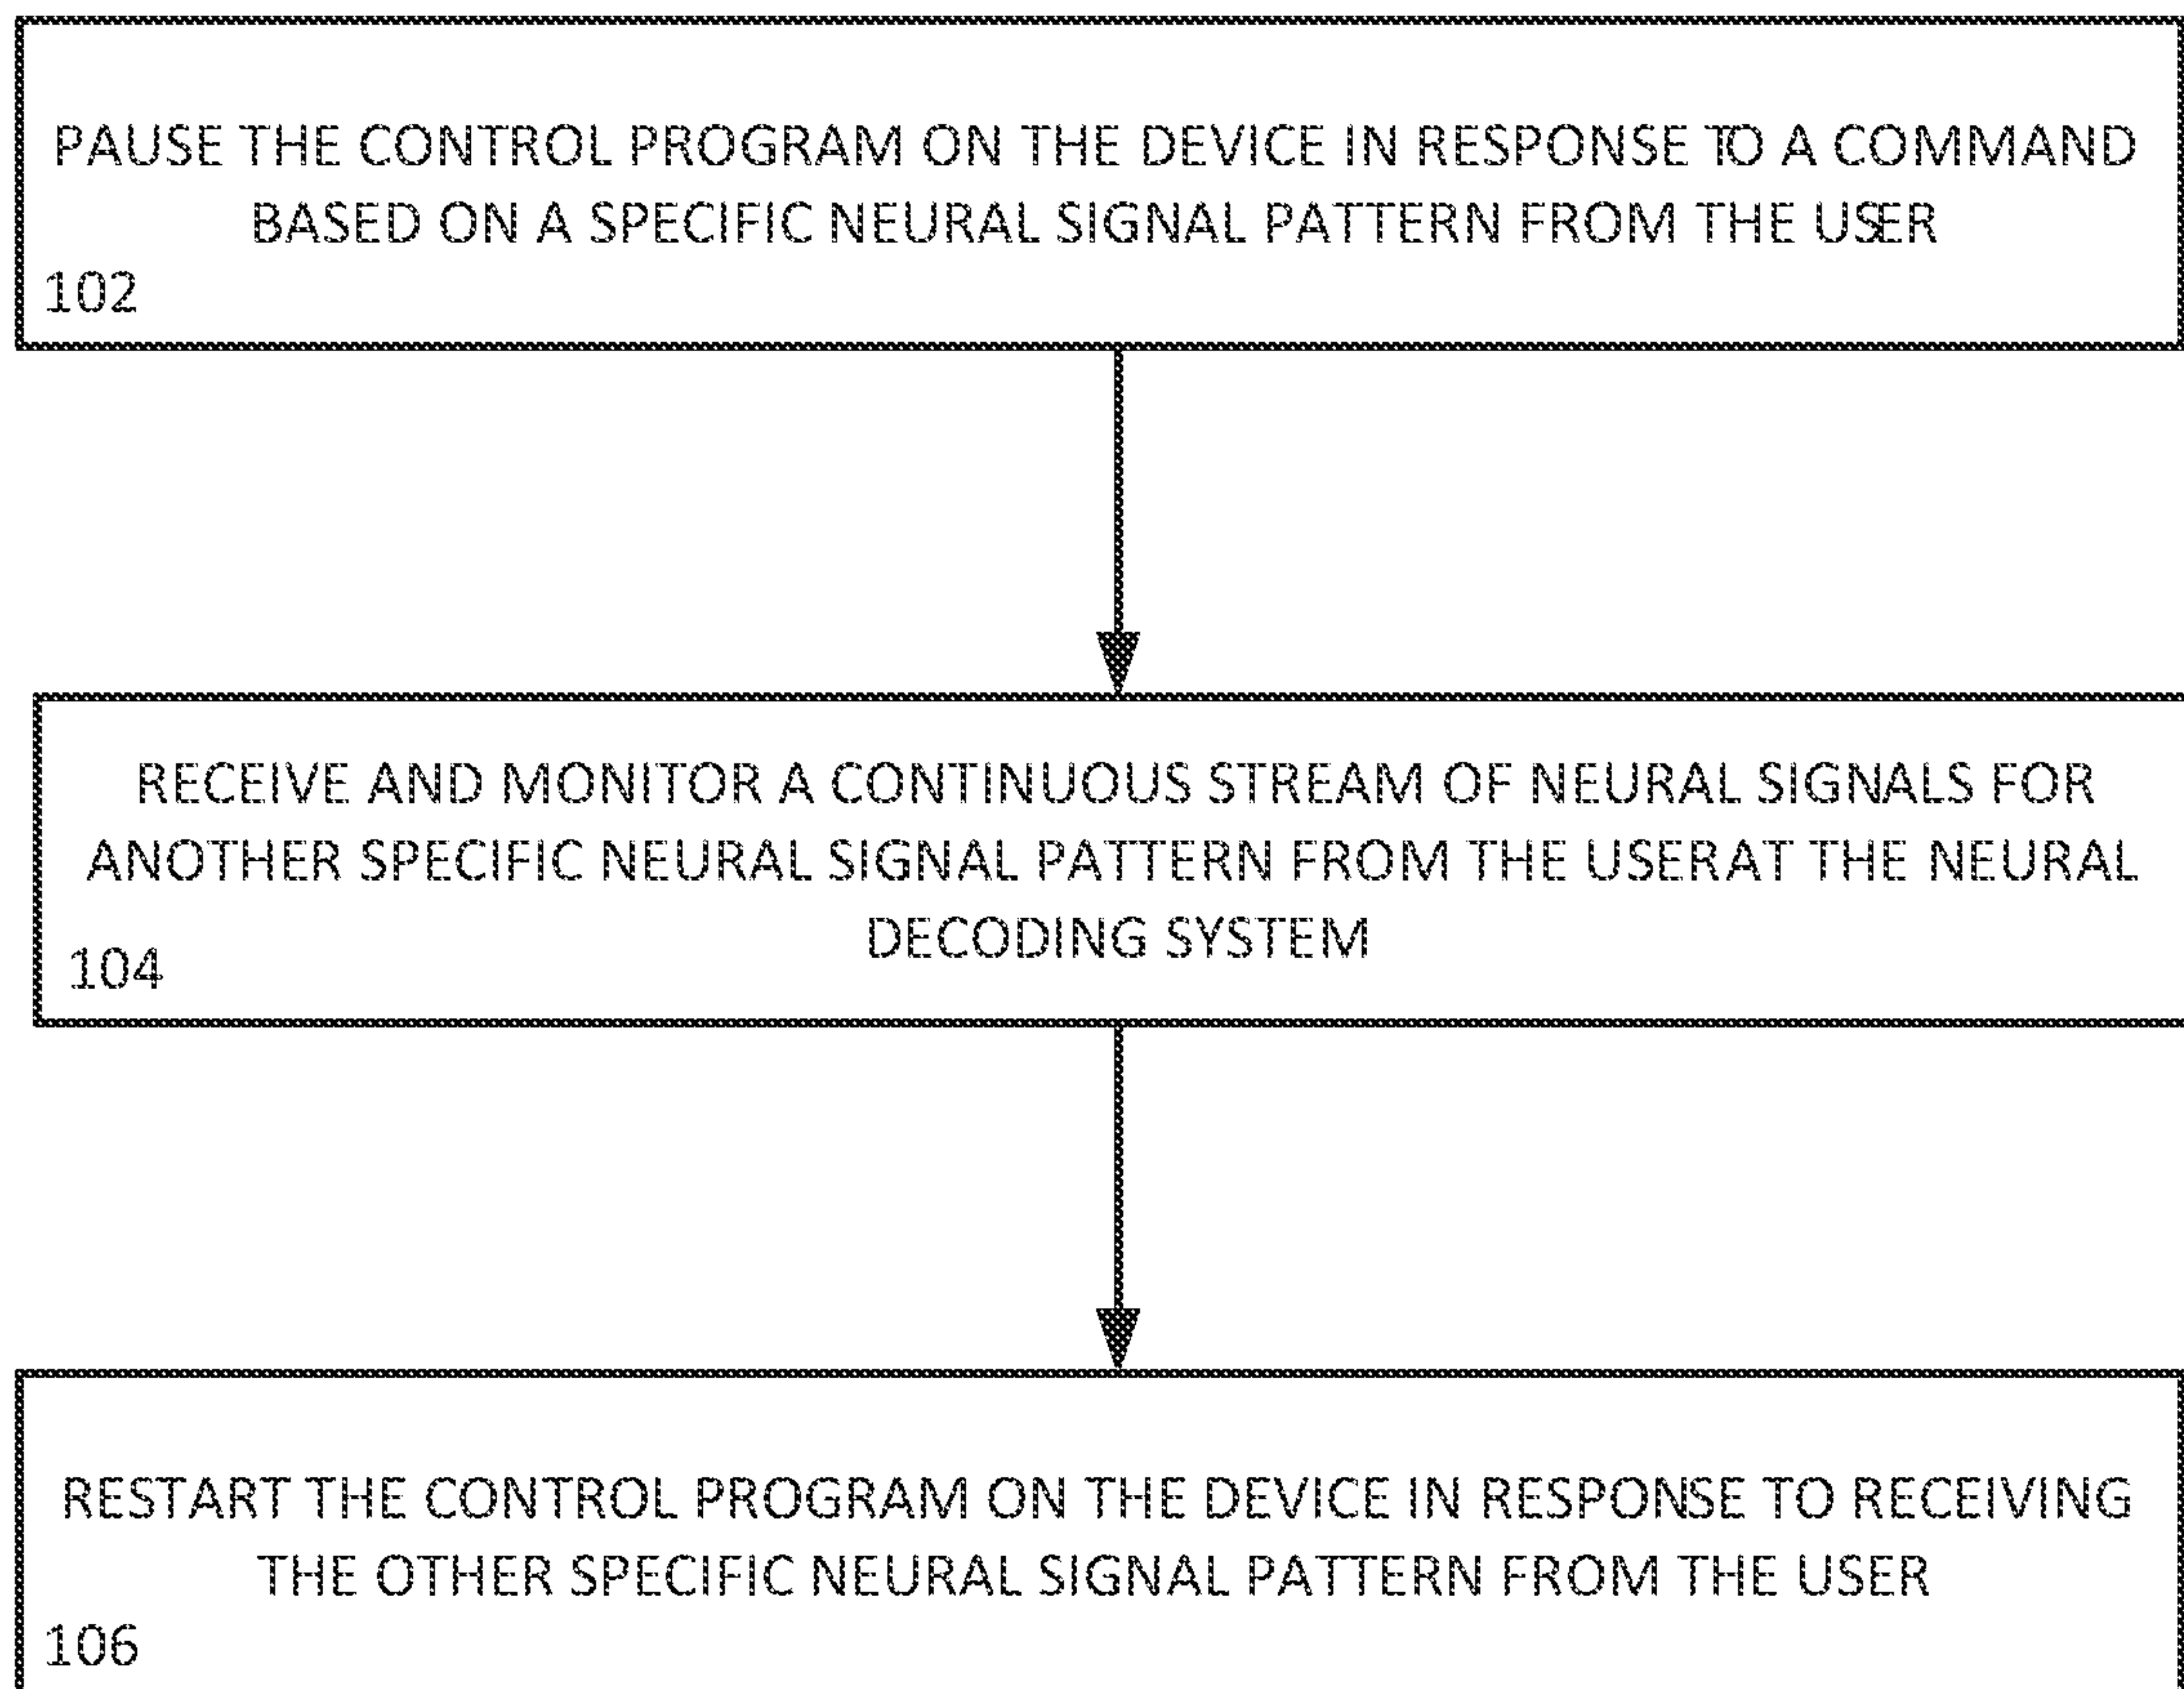 PAUSE THE CONTROL PROGRAM ON THE DEVICE IN RESPONSE TO A COMMAND
BASED ON A SPECIFIC NEURAL SIGNAL PATTERN FROM THE USER
102
RECEIVE AND MONITOR A CONTINUOUS STREAM OF NEURAL SIGNALS FOR
ANOTHER SPECIFIC NEURAL SIGNAL PATTERN FROM THE USERAT THE NEURAL
DECODING SYSTEM
104
RESTART THE CONTROL PROGRAM ON THE DEVICE IN RESPONSE TO RECEIVING
THE OTHER SPECIFIC NEURAL SIGNAL PATTERN FROM THE USER
106